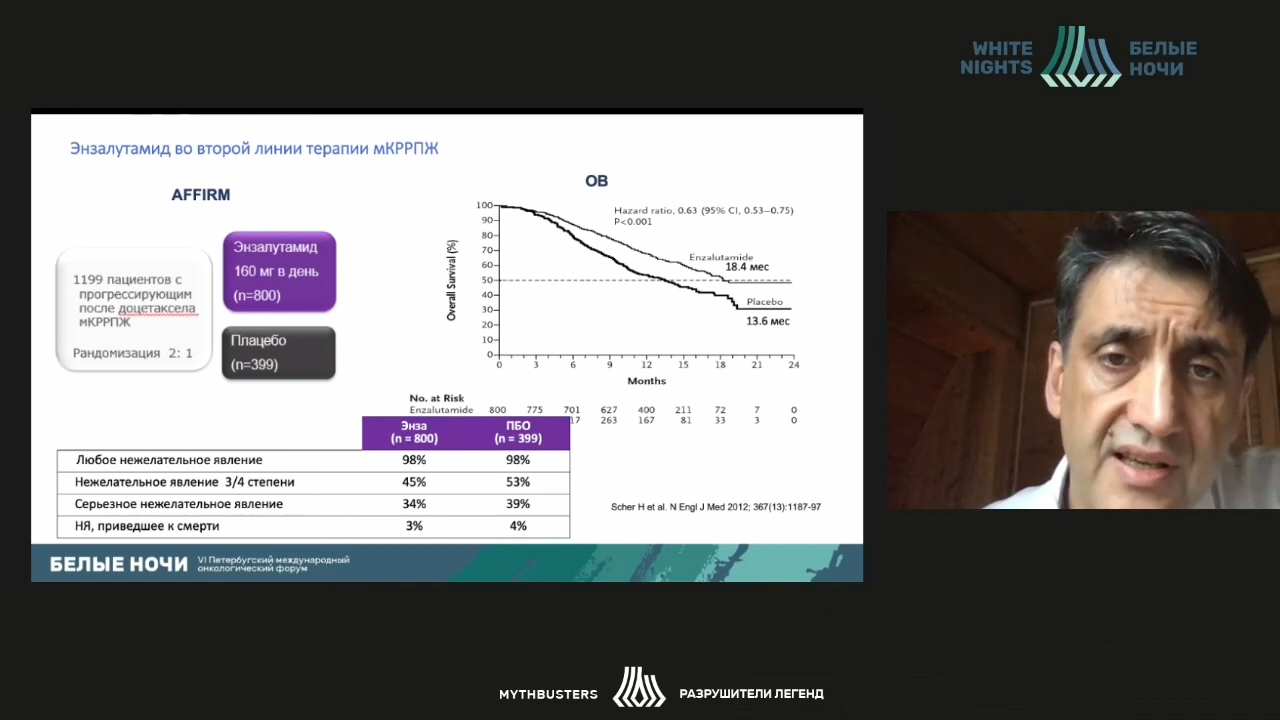 WHITE
NIGHTS
БЕЛЫЕ
НОЧИ
Энзалутамид во второй линии терапии мКРРПЖ
AFFIRM
1199 пациентов с
прогрессирующим
после доцетаксела
мКРРПЖ
Рандомизация 2: 1
Энзалутамид
160 мг в день
(n=800)
Плацебо
(n=399)
ОВ
Hazard ratio, 0.63 (95% CI, 0.53–0.75)
P<0.001
Overall Survival (%)
100
90
80
70
60
50
40
30
20
10
0
Enzalutamide
18.4 мес
Placebo
13.6 мес
0 3 6 9 12 15 18 21 24
Months
No. at Risk
Enzalutamide 800 775 701 627 400 211 72 7 0
17 263 167 81 33 3 0
Энза ПБО
(n = 800) (n = 399)
Любое нежелательное явление 98% 98%
Нежелательное явление 3/4 степени 45% 53%
Серьезное нежелательное явление 34% 39%
НЯ, приведшее к смерти 3% 4%
Scher H et al. N Engl J Med 2012; 367(13):1187-97
БЕЛЫЕ НОЧИ
VI Петербугский международный
онкологический форум
MYTHBUSTERS
РАЗРУШИТЕЛИ ЛЕГЕНД